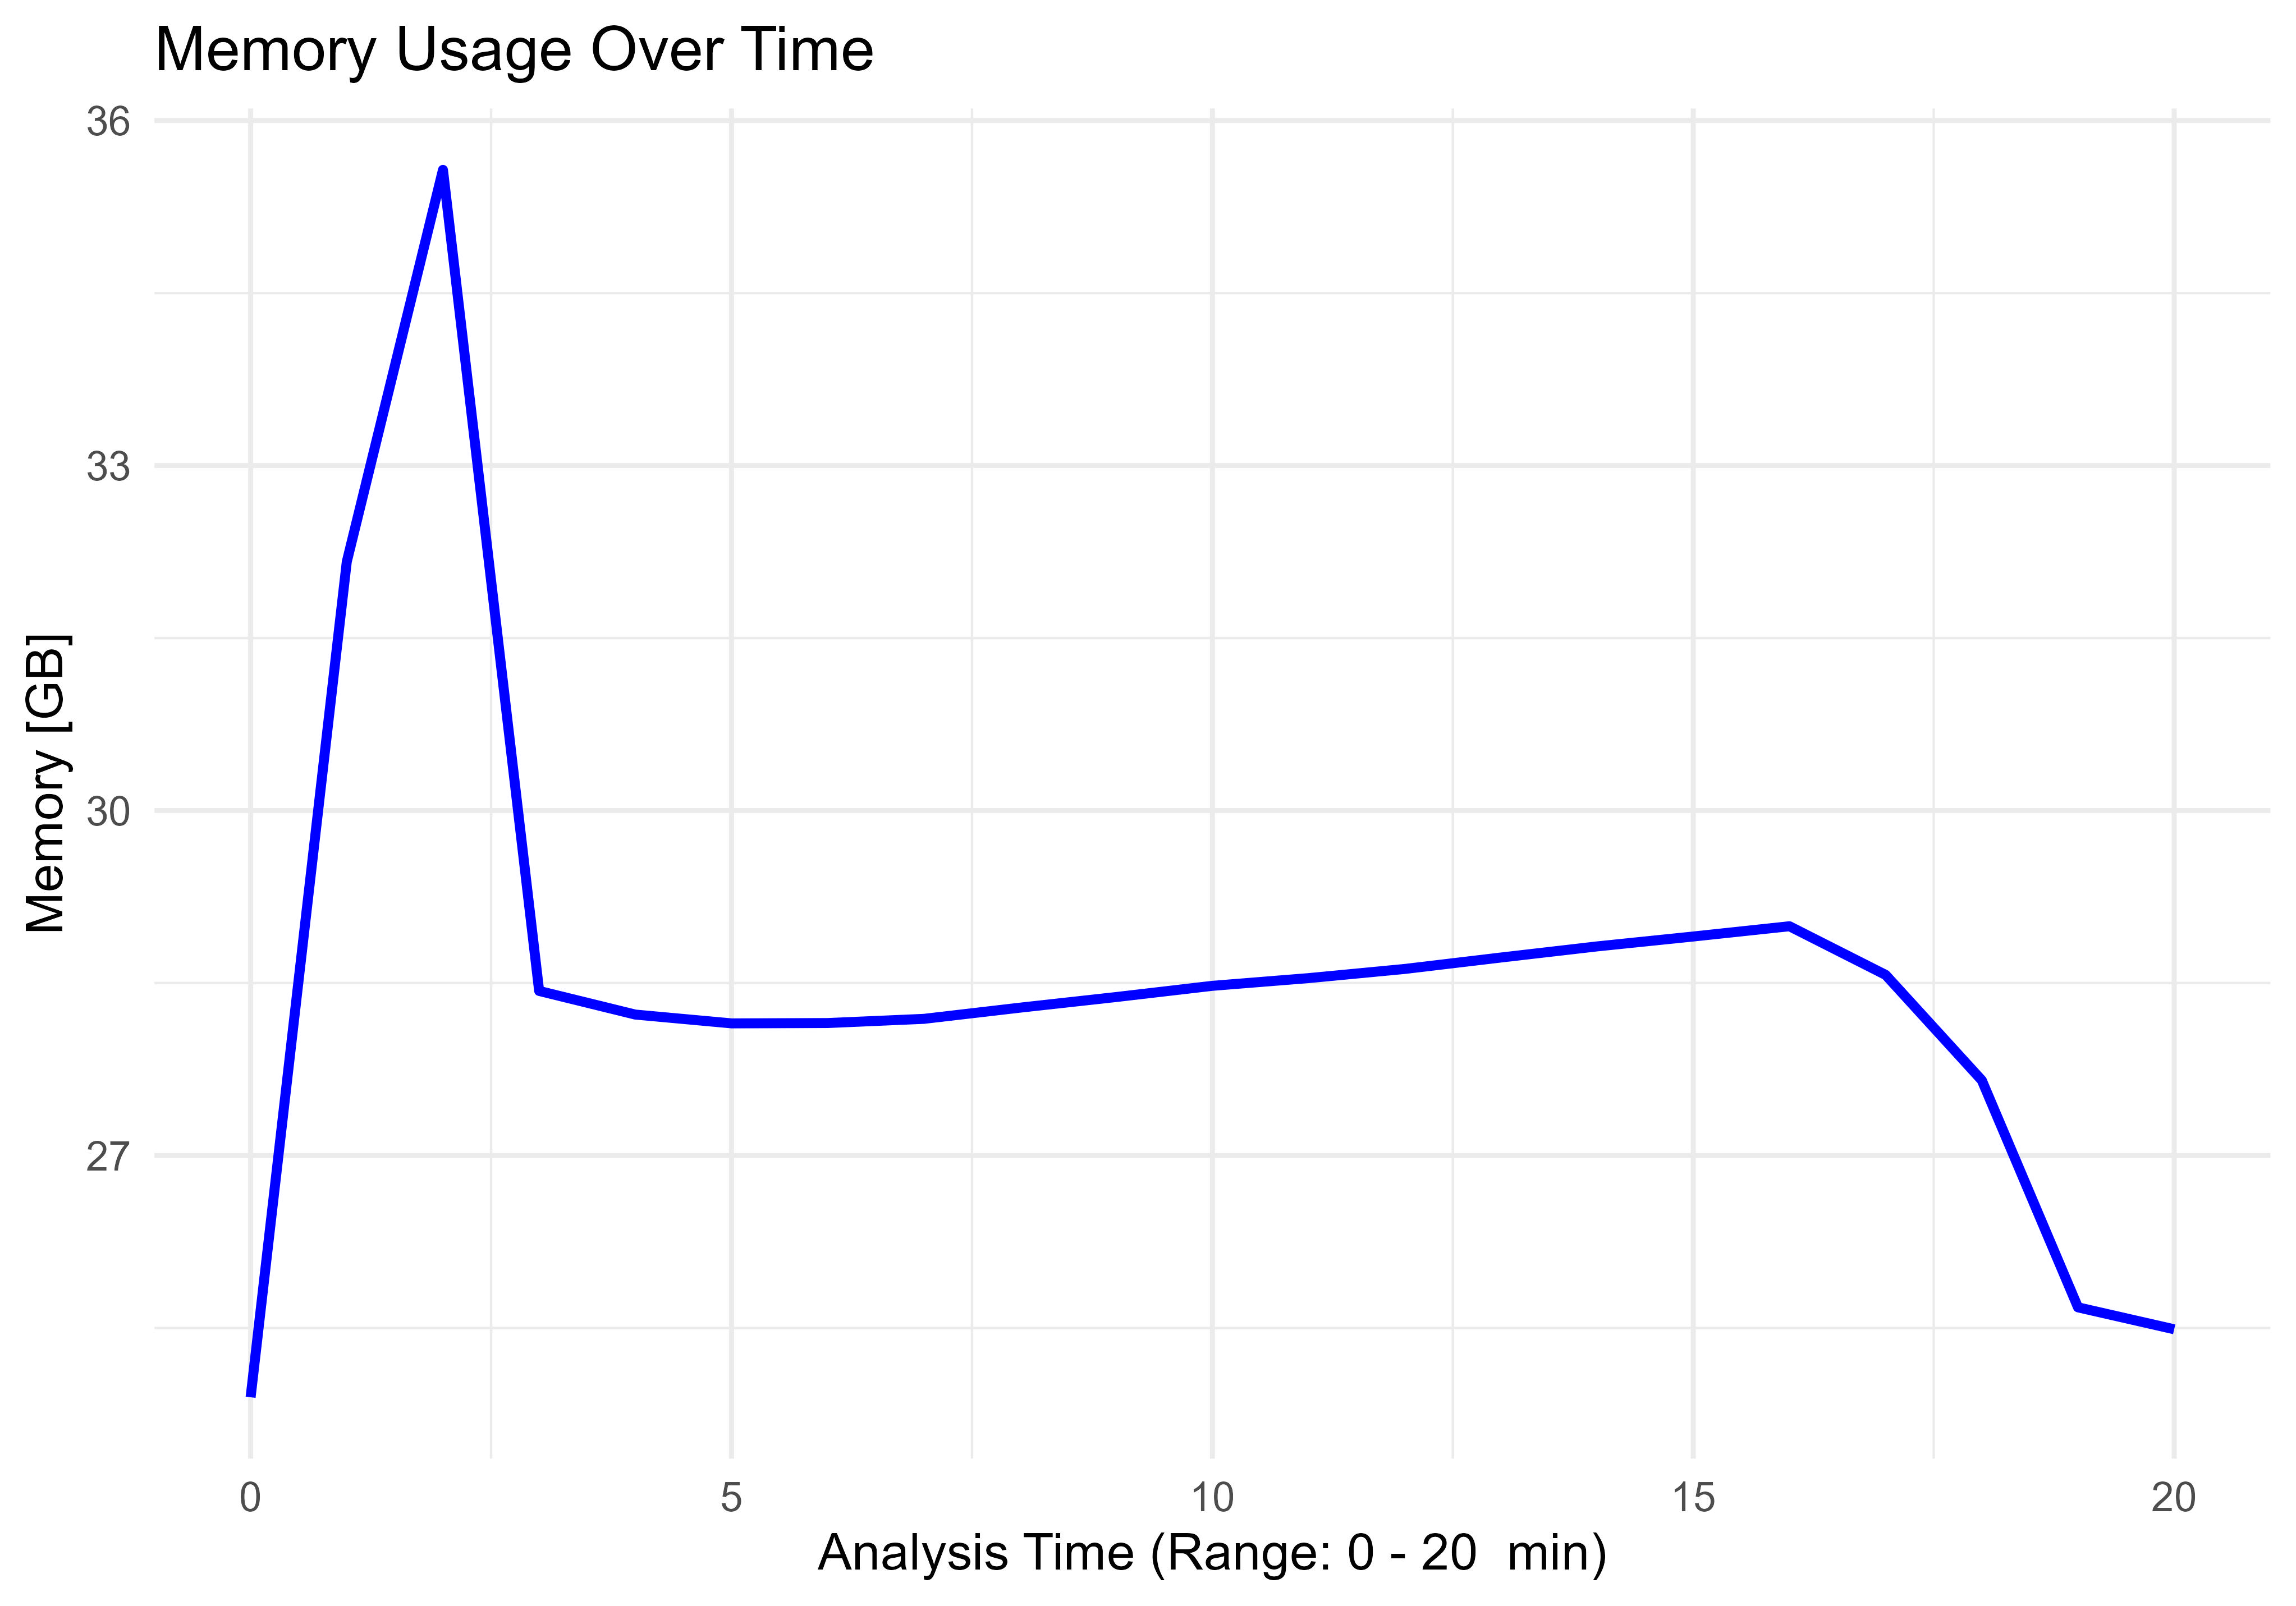 Memory Usage Over Time
36
33
30
27
Memory [GB]
0 5 10 15 20
Analysis Time (Range: 0 - 20  min)